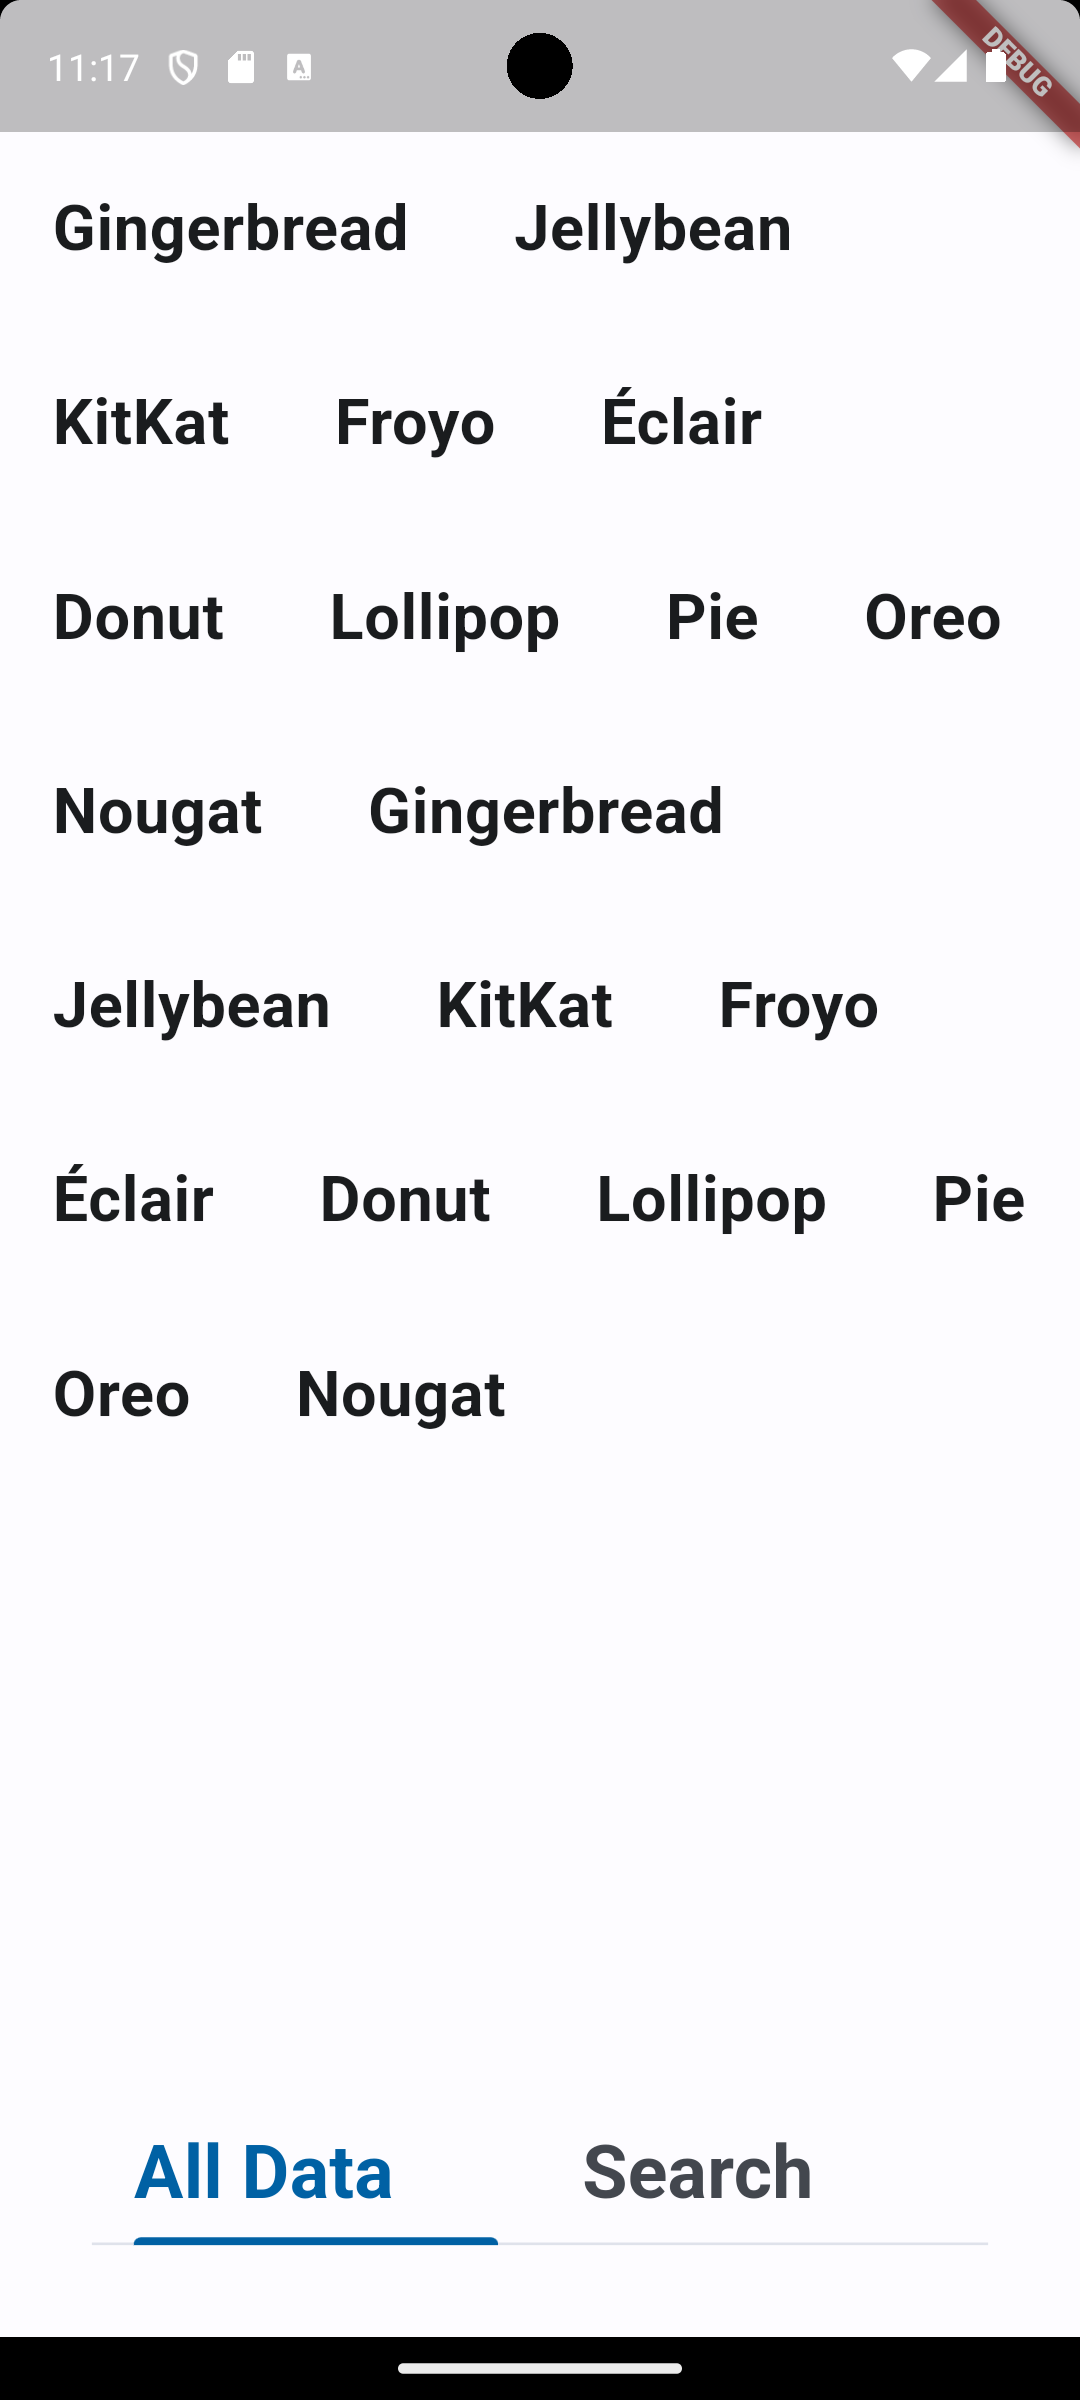 11:17
DEBUG
Gingerbread Jellybean
KitKat Froyo Éclair
Donut Lollipop Pie Oreo
Nougat Gingerbread
Jellybean KitKat Froyo
Éclair Donut Lollipop Pie
Oreo Nougat
All Data Search